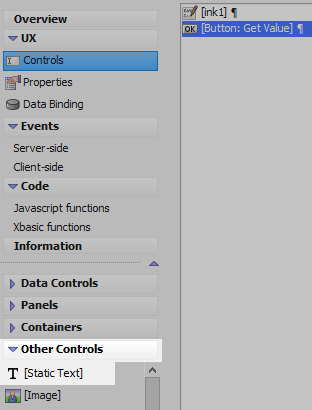 Overview
UX
Controls
Properties
Data Binding
Events
Server-side
Client-side
Code
Javascript functions
Xbasic functions
Information
Data Controls
Panels
Containers
Other Controls
T [Static Text]
[Image]
[ink1] ¶
OK [Button: Get Value] ¶